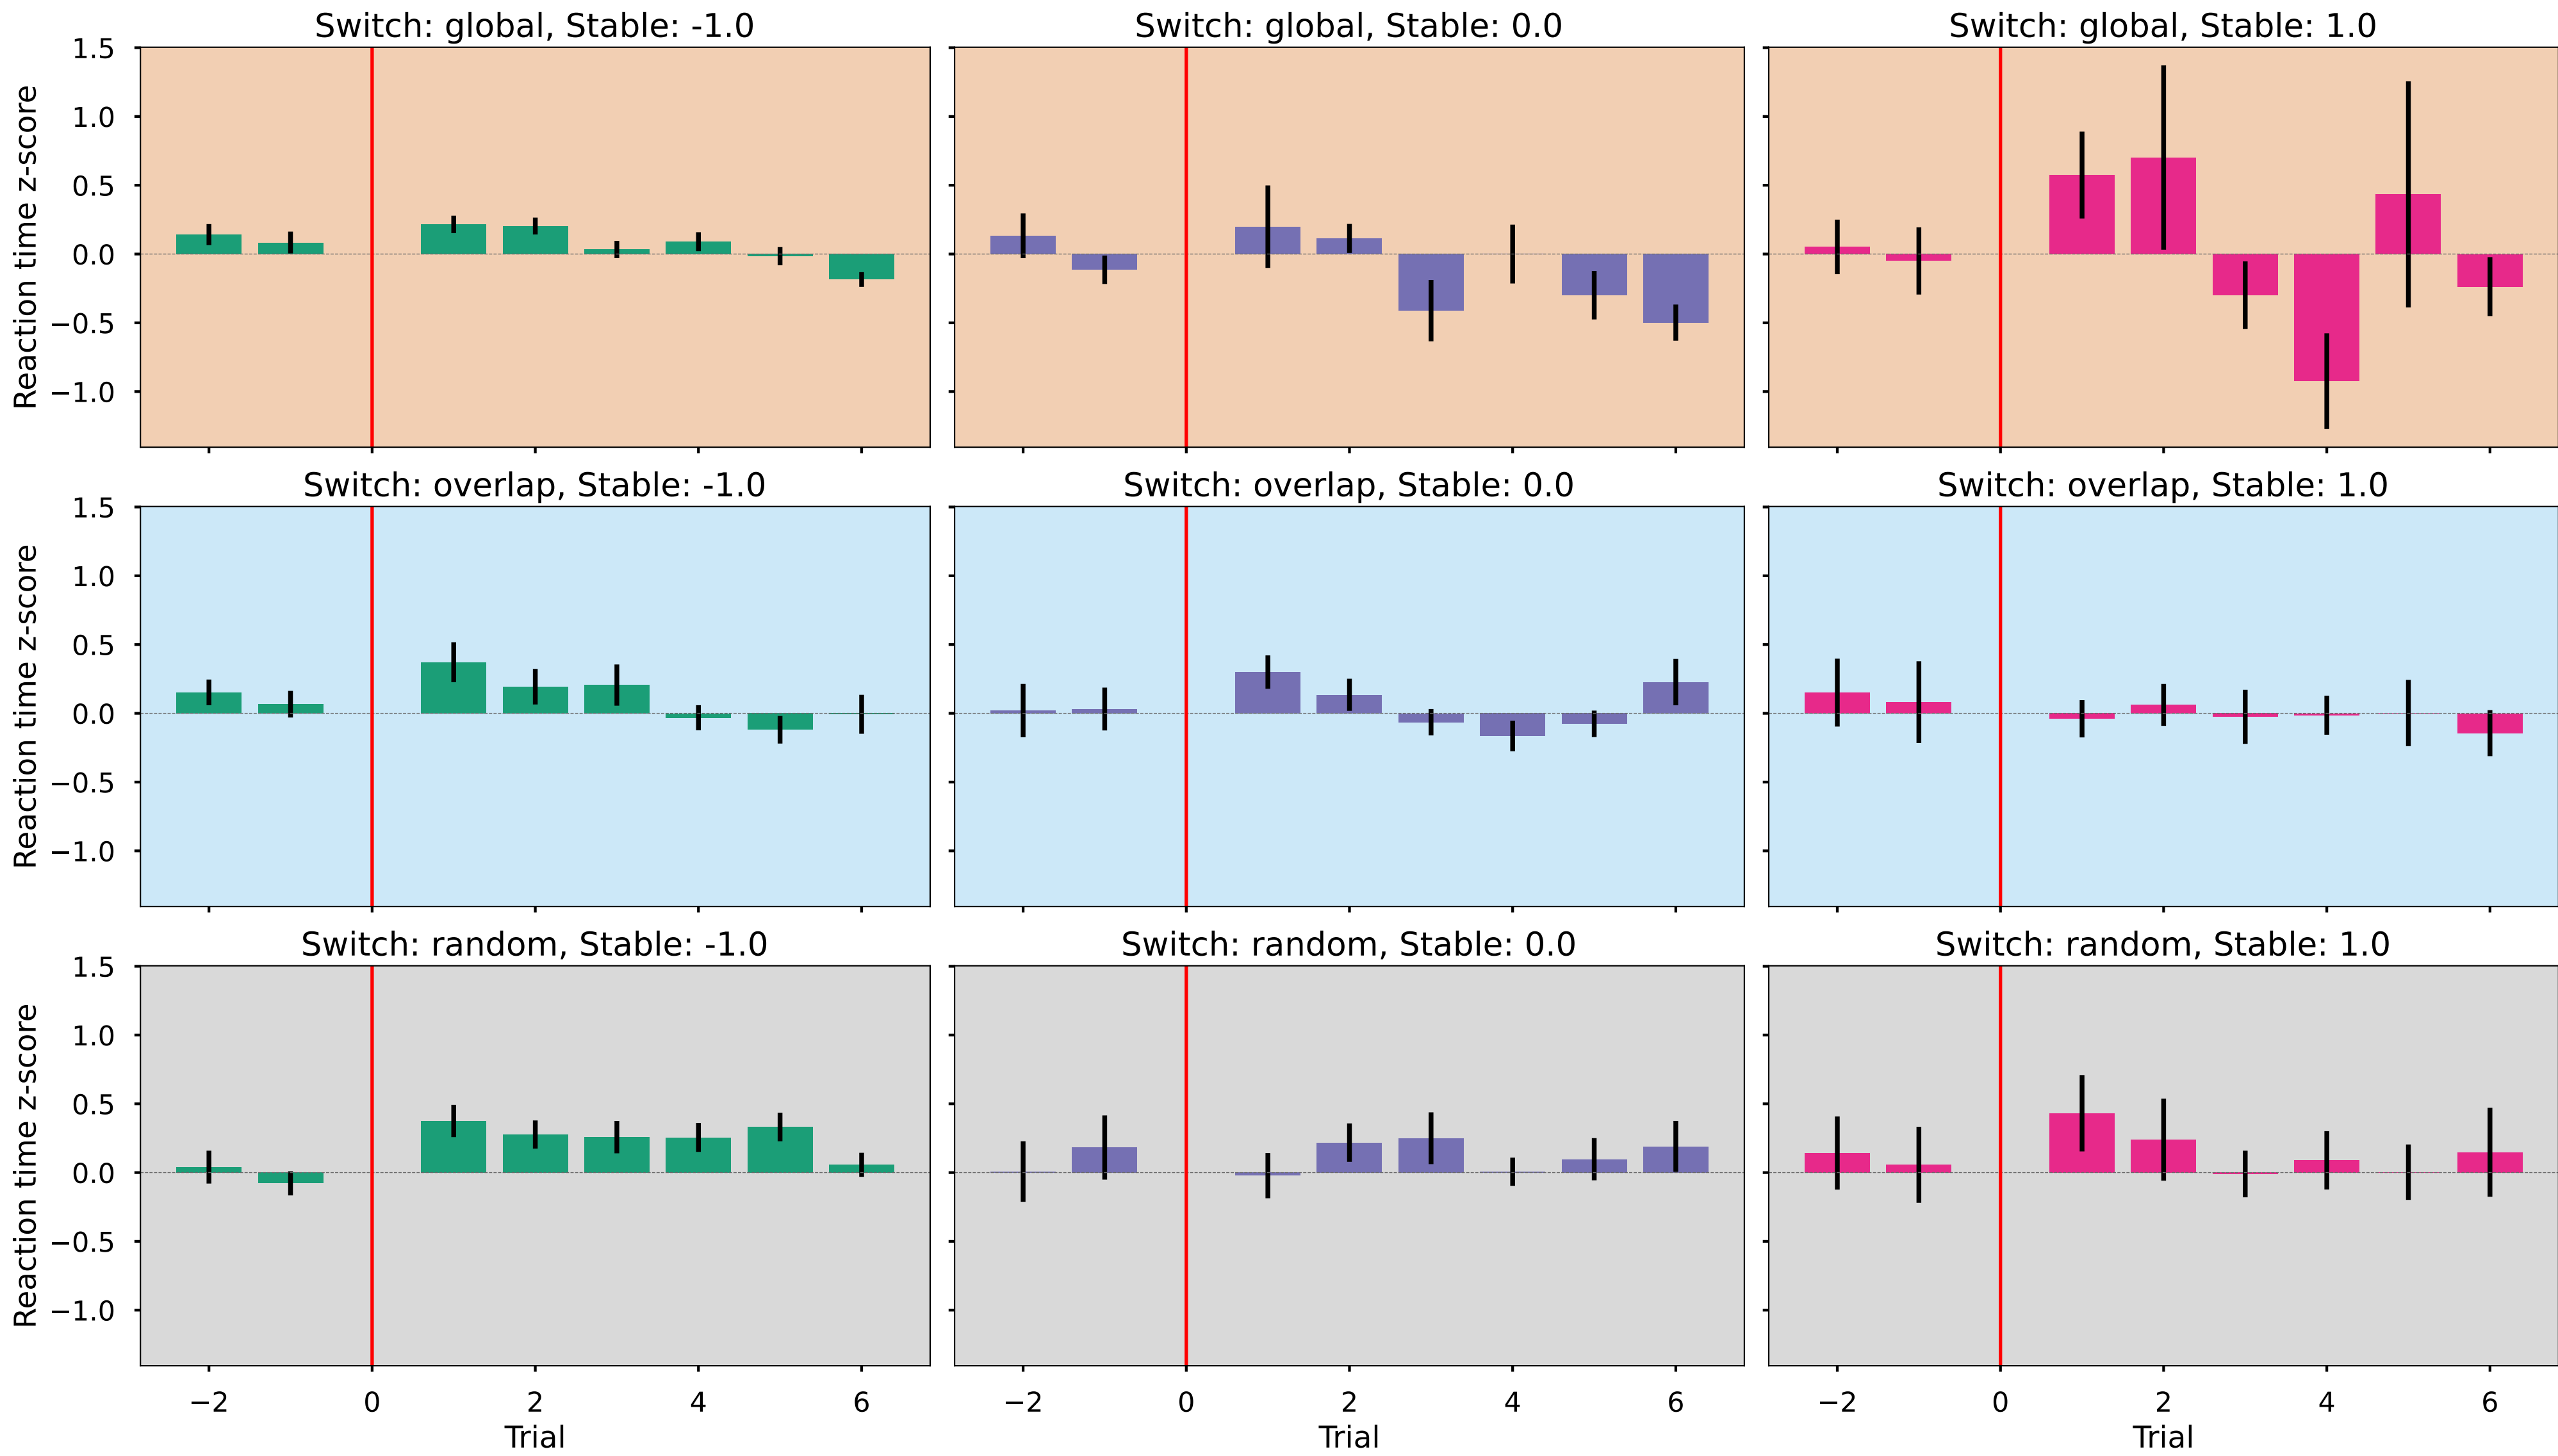 Switch: global, Stable: -1.0
Switch: global, Stable: 0.0
Switch: global, Stable: 1.0
Reaction time z-score
1.5
1.0
0.5
0.0
−0.5
−1.0
Switch: overlap, Stable: -1.0
Switch: overlap, Stable: 0.0
Switch: overlap, Stable: 1.0
Reaction time z-score
1.5
1.0
0.5
0.0
−0.5
−1.0
Switch: random, Stable: -1.0
Switch: random, Stable: 0.0
Switch: random, Stable: 1.0
Reaction time z-score
1.5
1.0
0.5
0.0
−0.5
−1.0
−2 0 2 4 6
−2 0 2 4 6
−2 0 2 4 6
Trial
Trial
Trial